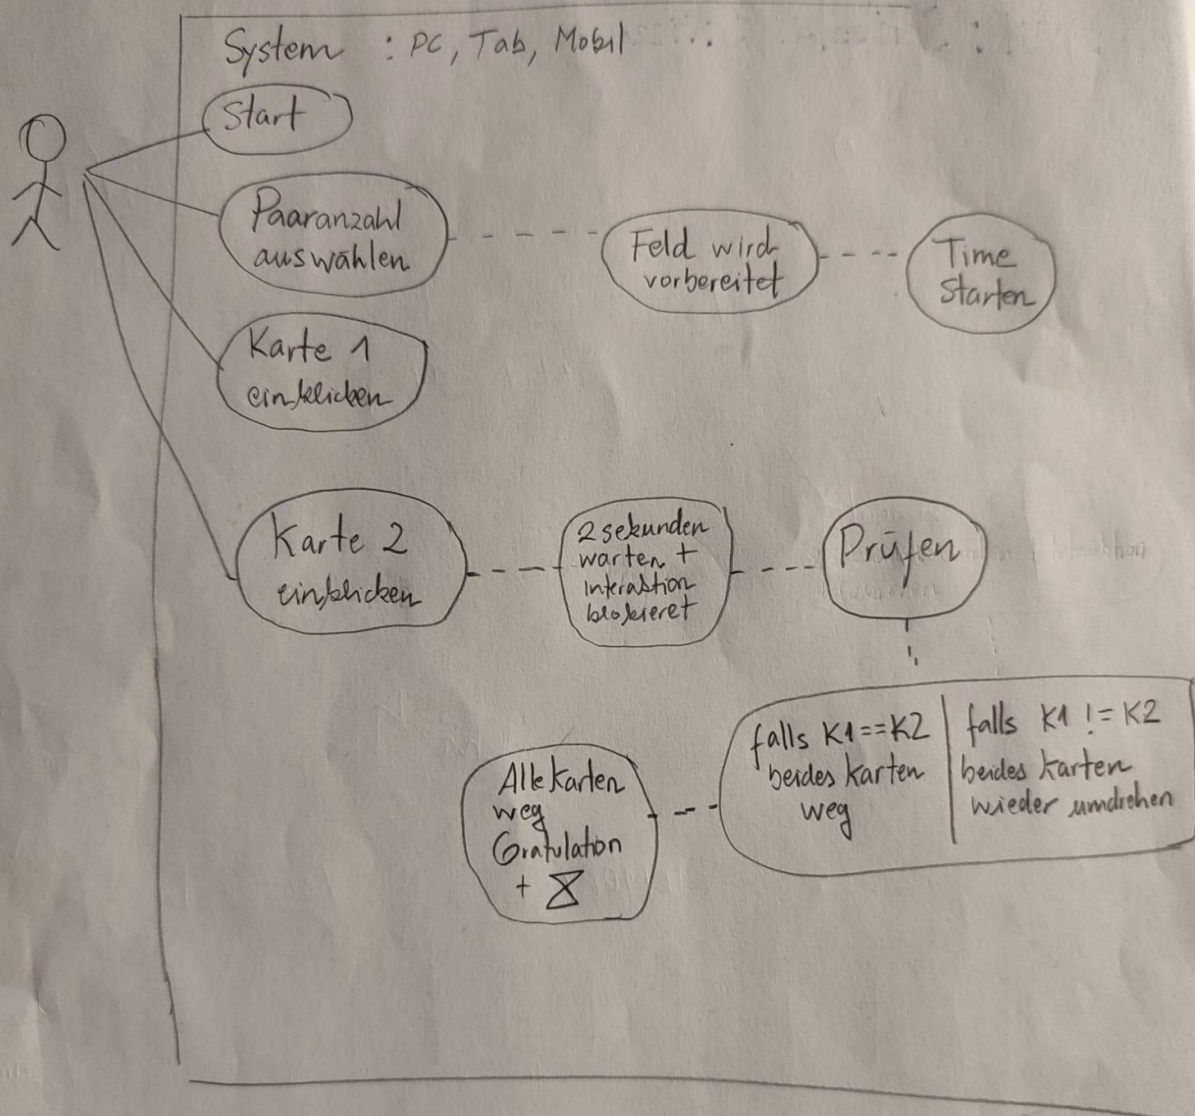 System : PC, Tab, Mobil
Start
Paaranzahl
auswählen
Feld wird
vorbereitet
Time
Starten
Karte 1
einklicken
Karte 2
einklicken
2 sekunden
warten +
Interaktion
blokieret
Prüfen
falls K1==K2
beides Karten
weg
falls K1 != K2
beides Karten
wieder umdrehen
Alle Karten
weg
Gratulation
+